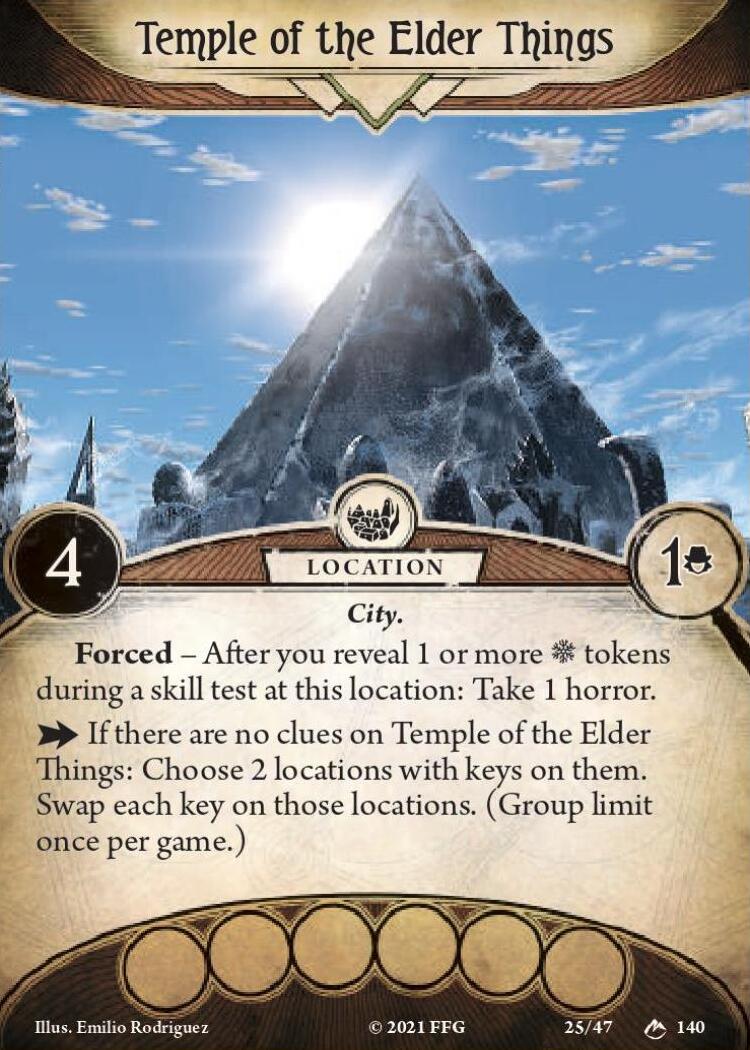 Temple of the Elder Things
4
1
LOCATION
City.
Forced – After you reveal 1 or more ❄ tokens
during a skill test at this location: Take 1 horror.
If there are no clues on Temple of the Elder
Things: Choose 2 locations with keys on them.
Swap each key on those locations. (Group limit
once per game.)
Illus. Emilio Rodriguez © 2021 FFG 25/47 140